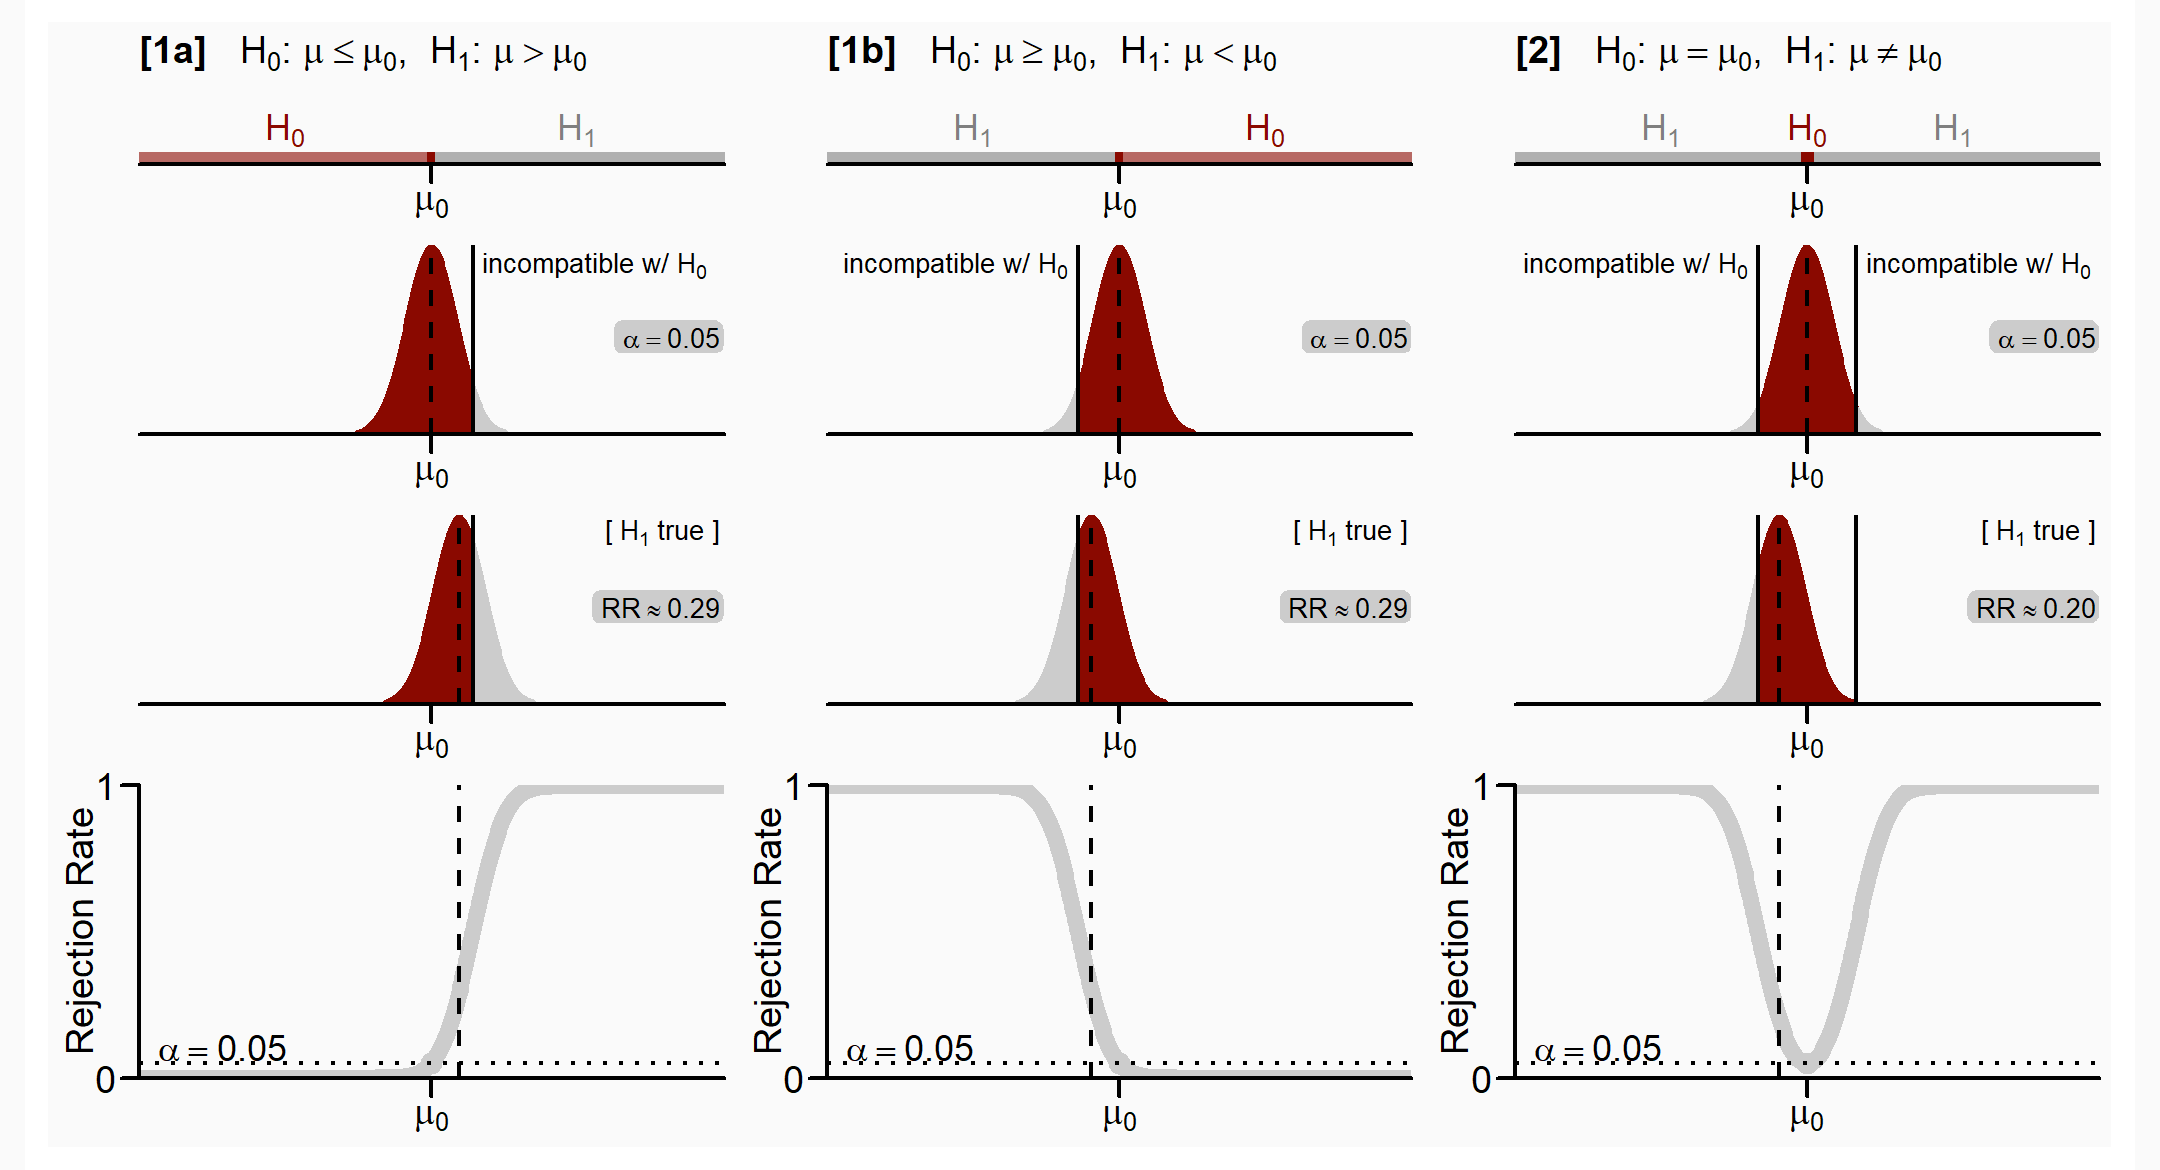 [1a] H₀: μ ≤ μ₀, H₁: μ > μ₀
H₀ H₁
μ₀
incompatible w/ H₀
α = 0.05
μ₀
[ H₁ true ]
RR ≈ 0.29
μ₀
1
Rejection Rate
α = 0.05
0
μ₀
[1b] H₀: μ ≥ μ₀, H₁: μ < μ₀
H₁ H₀
μ₀
incompatible w/ H₀
α = 0.05
μ₀
[ H₁ true ]
RR ≈ 0.29
μ₀
1
Rejection Rate
α = 0.05
0
μ₀
[2] H₀: μ = μ₀, H₁: μ ≠ μ₀
H₁ H₀ H₁
μ₀
incompatible w/ H₀ incompatible w/ H₀
α = 0.05
μ₀
[ H₁ true ]
RR ≈ 0.20
μ₀
1
Rejection Rate
α = 0.05
0
μ₀